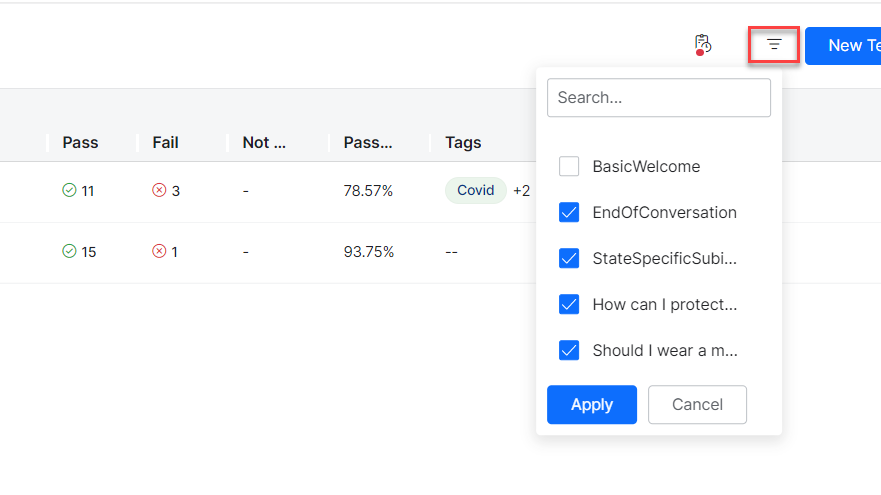 New Te
Search...
Pass Fail Not ... Pass... Tags
11 3 - 78.57% Covid +2
15 1 - 93.75% --
BasicWelcome
EndOfConversation
StateSpecificSubi...
How can I protect...
Should I wear a m...
Apply Cancel